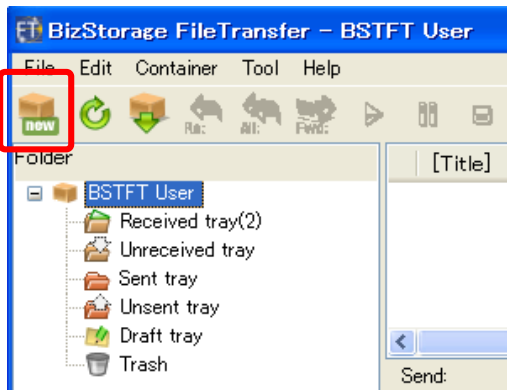 BizStorage FileTransfer - BSTFT User
File Edit Container Tool Help
now Re: All: Fwd:
Folder [Title]
BSTFT User
Received tray(2)
Unreceived tray
Sent tray
Unsent tray
Draft tray
Trash
Send: